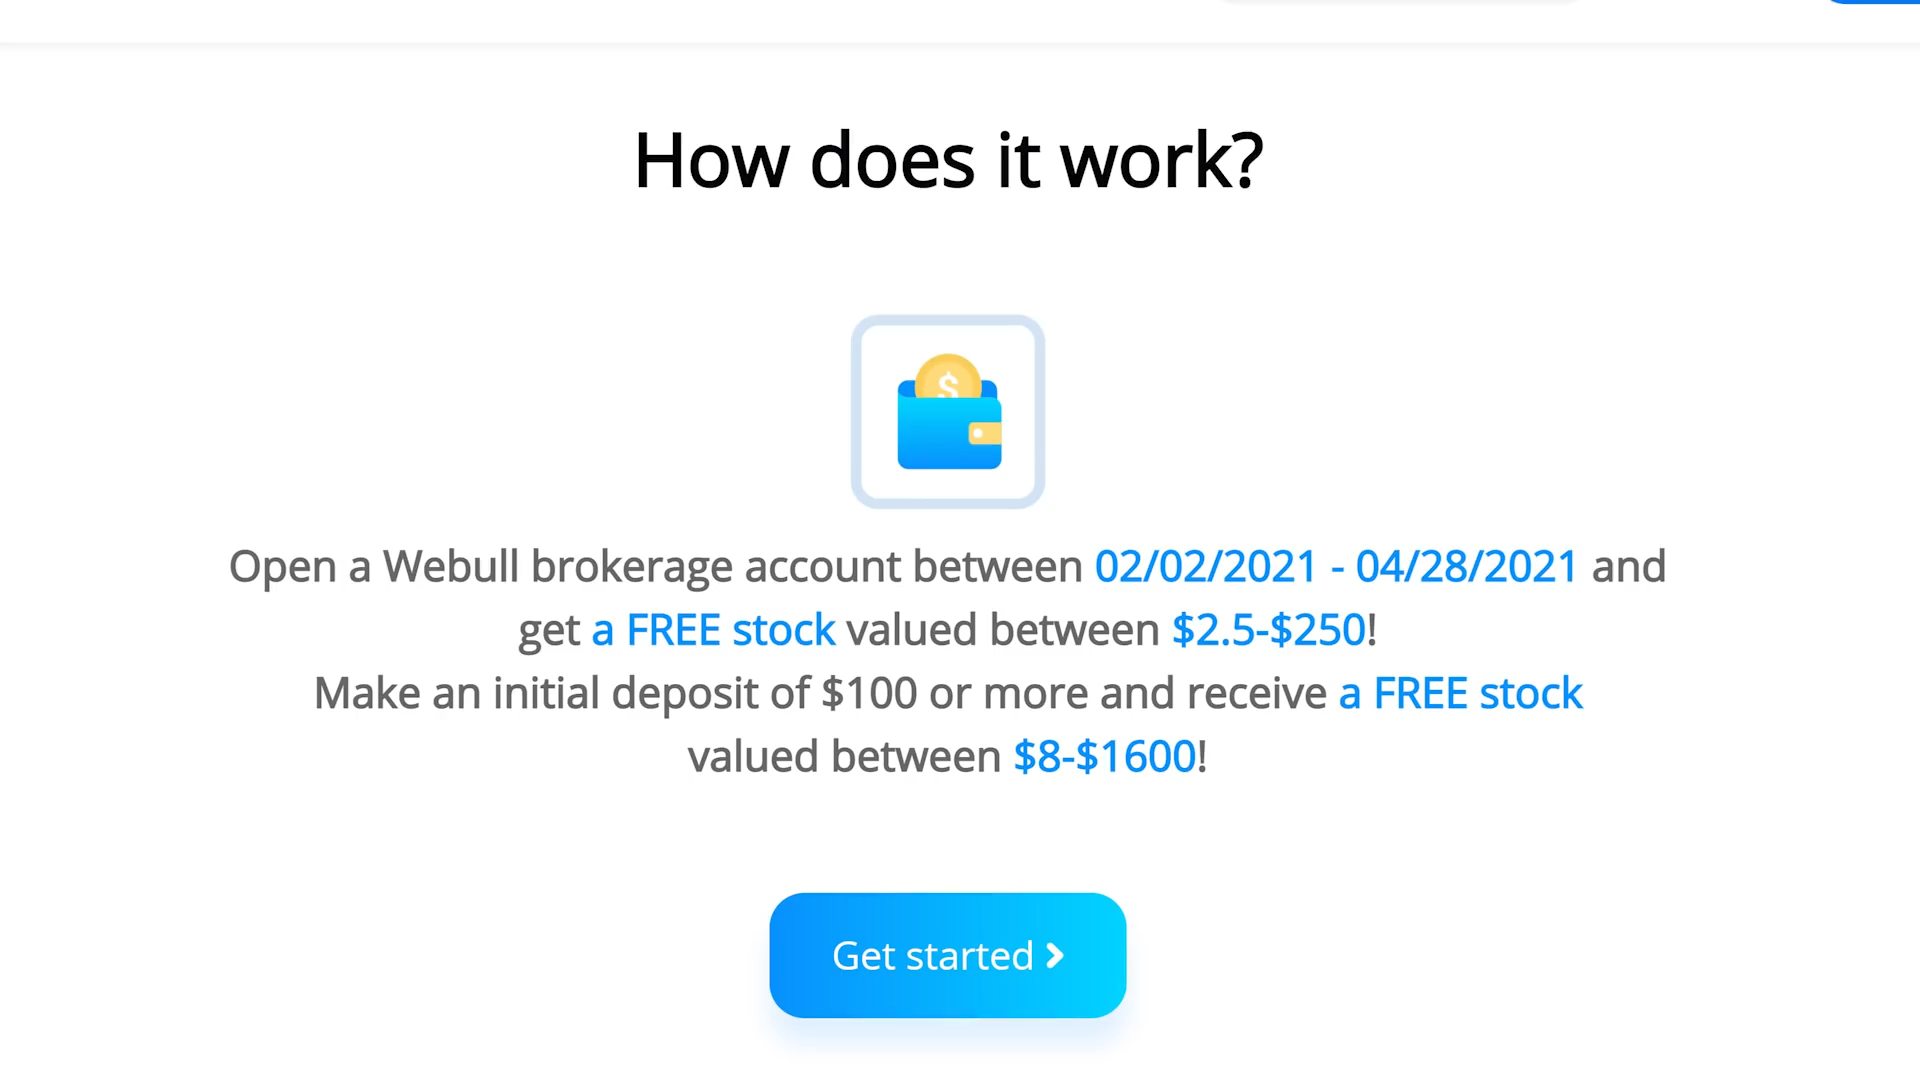 How does it work?
$
Open a Webull brokerage account between 02/02/2021 - 04/28/2021 and
get a FREE stock valued between $2.5-$250!
Make an initial deposit of $100 or more and receive a FREE stock
valued between $8-$1600!
Get started